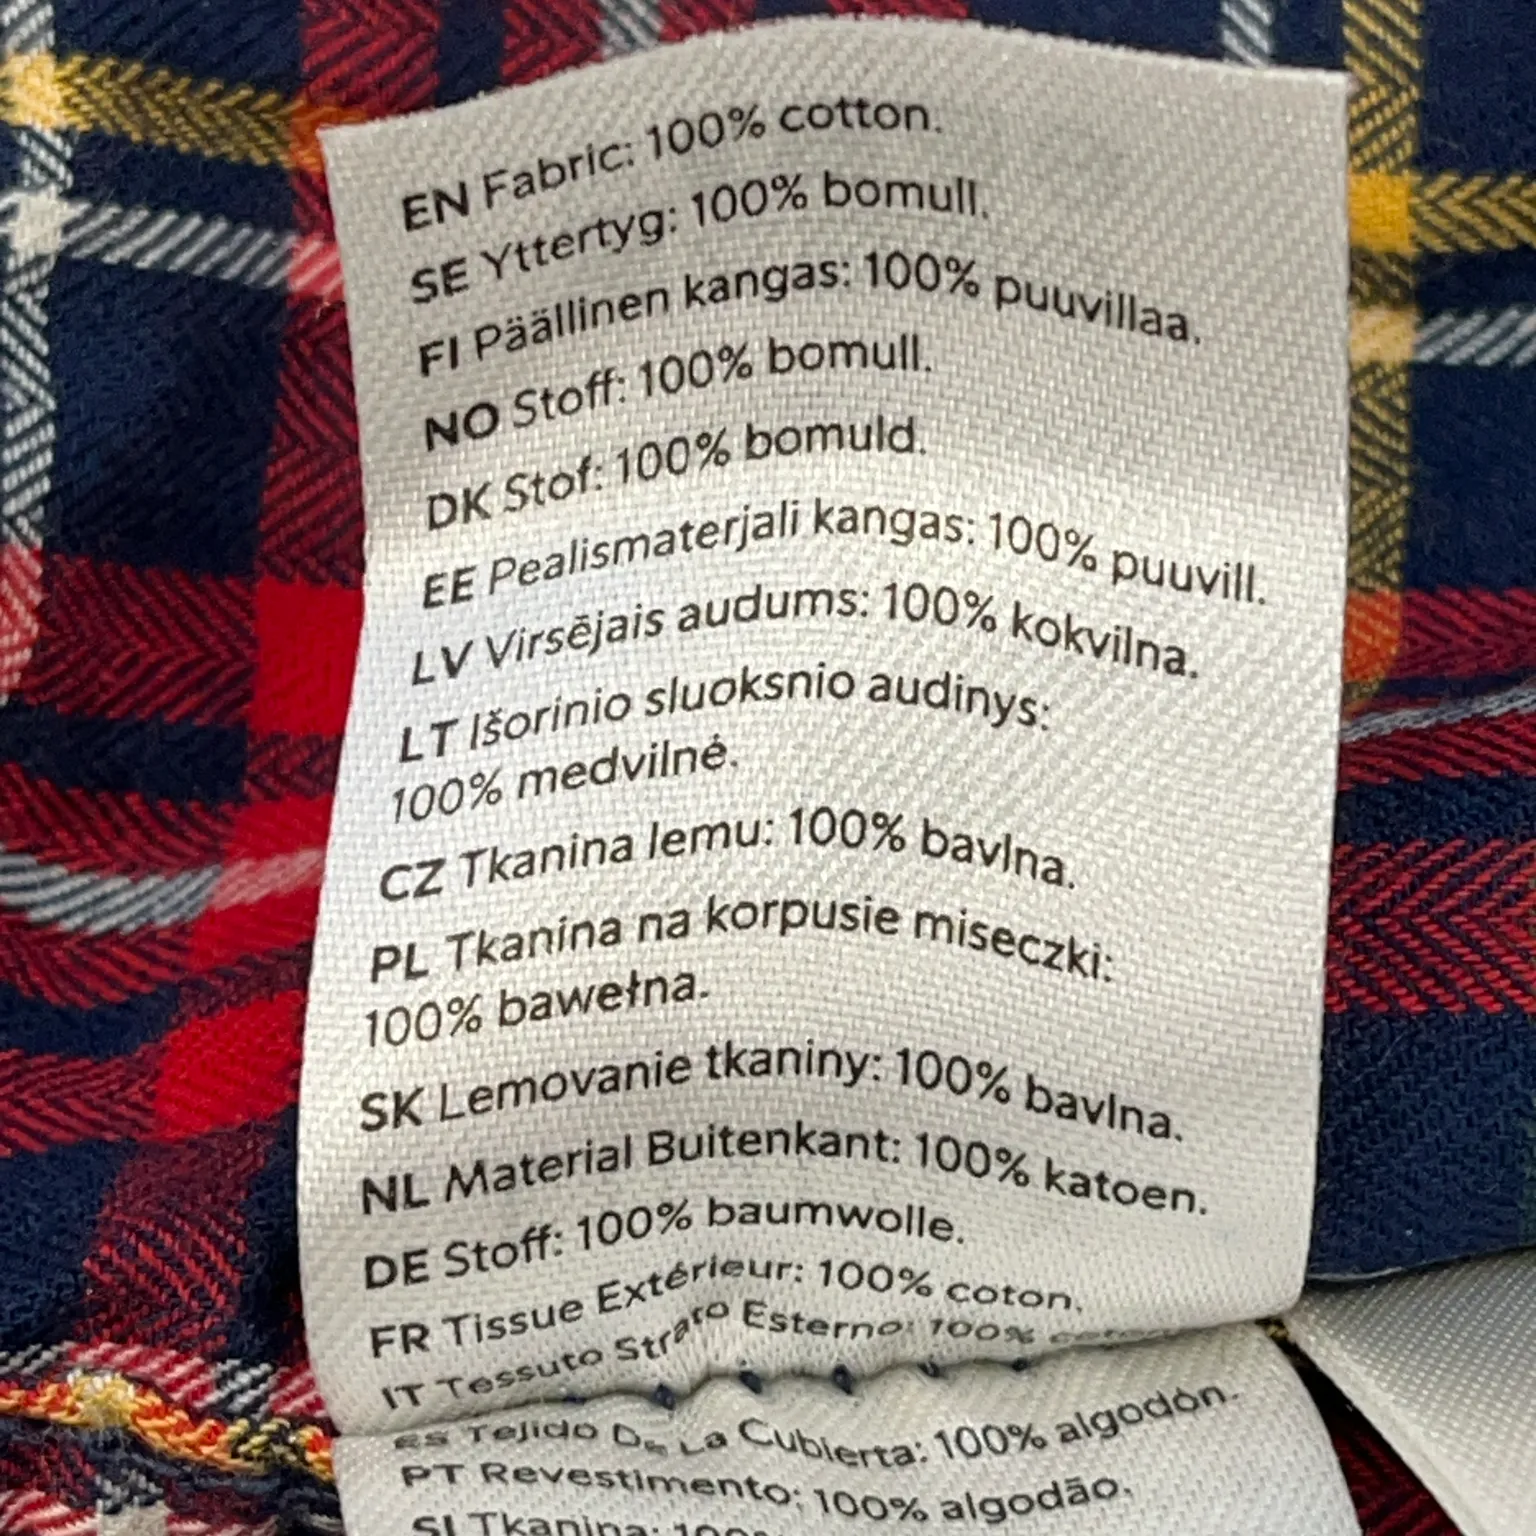 EN Fabric: 100% cotton.
SE Yttertyg: 100% bomull.
FI Päällinen kangas: 100% puuvillaa.
NO Stoff: 100% bomull.
DK Stof: 100% bomuld.
EE Pealismaterjali kangas: 100% puuvill.
LV Virsējais audums: 100% kokvilna.
LT Išorinio sluoksnio audinys:
100% medvilnė.
CZ Tkanina lemu: 100% bavlna.
PL Tkanina na korpusie miseczki:
100% bawełna.
SK Lemovanie tkaniny: 100% bavlna.
NL Material Buitenkant: 100% katoen.
DE Stoff: 100% baumwolle.
FR Tissue Extérieur: 100% coton.
IT Tessuto Strato Esterno: 100%
ES Tejido De La Cubierta: 100% algodón.
PT Revestimento: 100% algodão.
SI Tkanina: